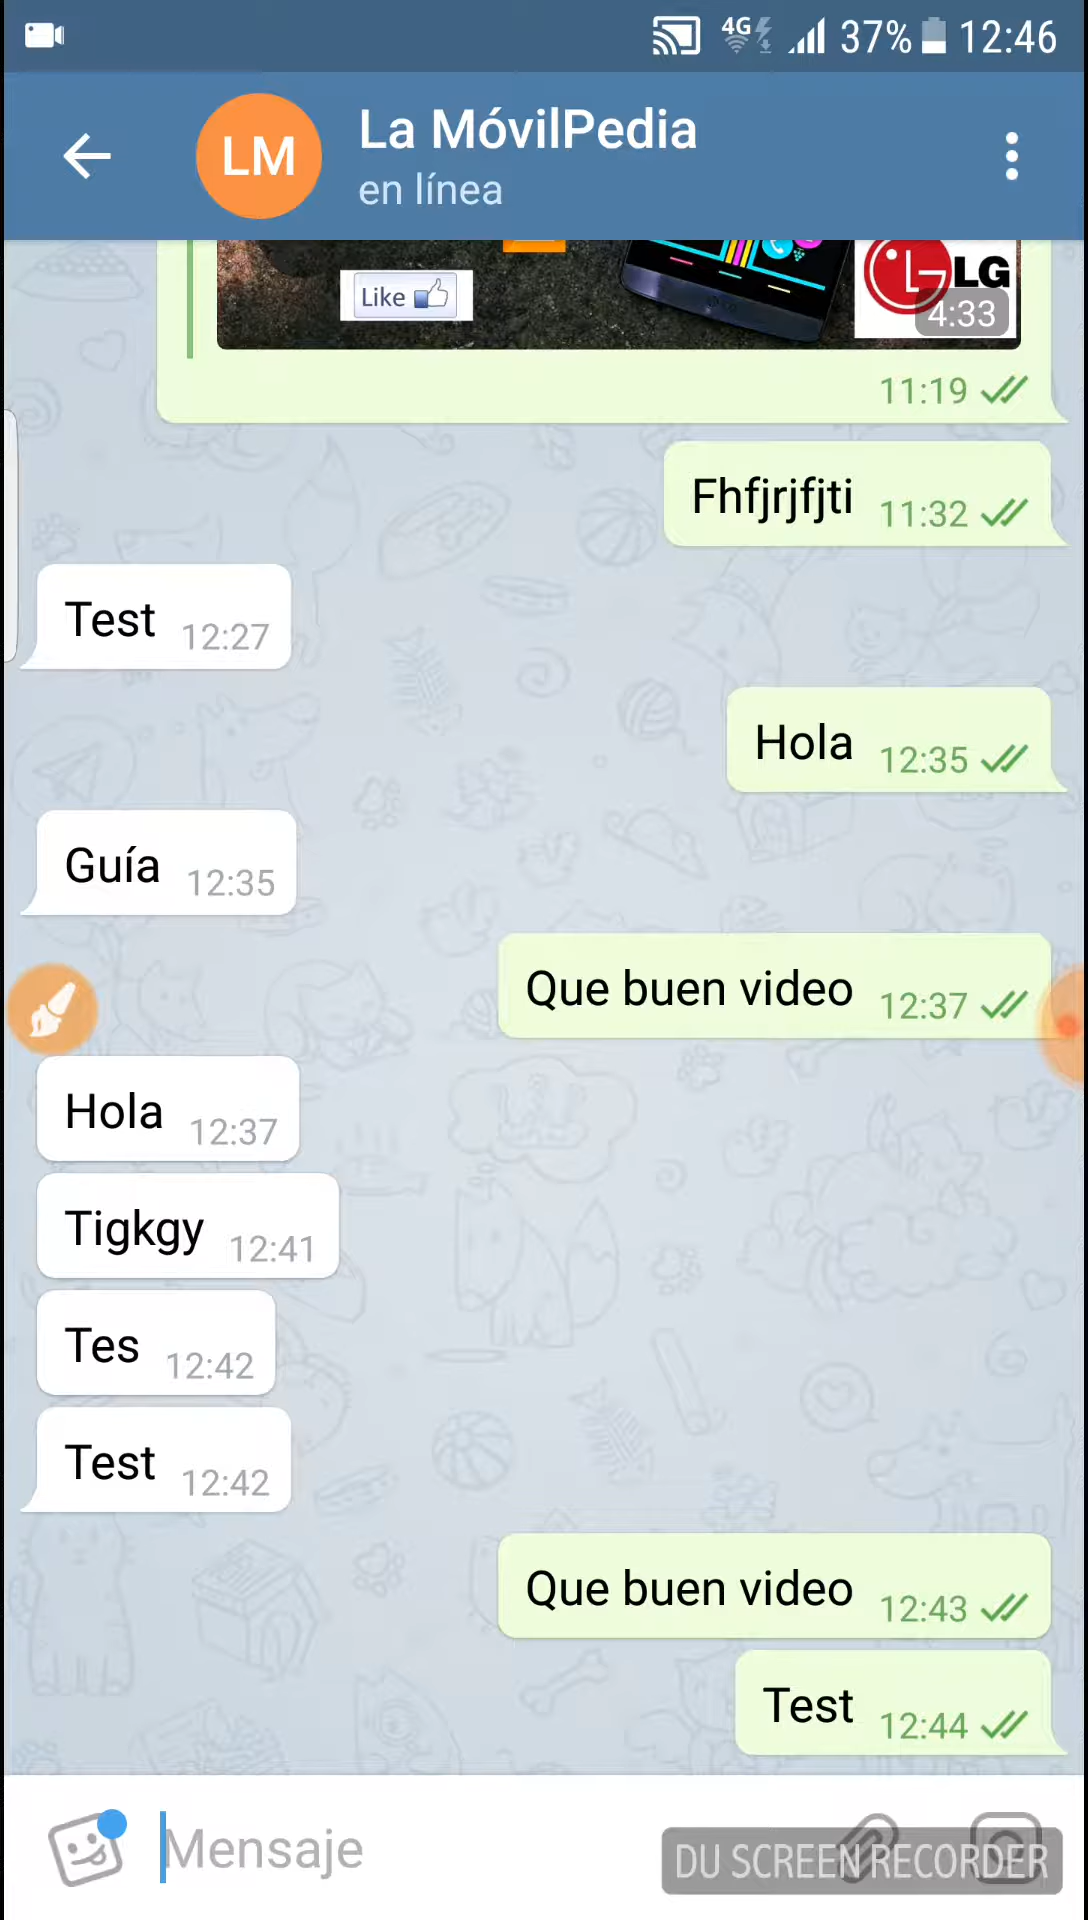 4G 37% 12:46
LM
La MóvilPedia
en línea
Like
LG
4:33
11:19
Fhfjrjfjti 11:32
Test 12:27
Hola 12:35
Guía 12:35
Que buen video 12:37
Hola 12:37
Tigkgy 12:41
Tes 12:42
Test 12:42
Que buen video 12:43
Test 12:44
Mensaje
DU SCREEN RECORDER